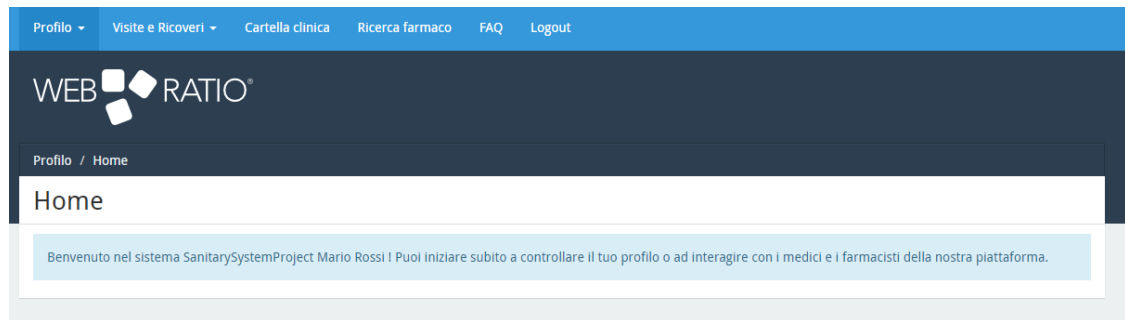 Profilo Visite e Ricoveri Cartella clinica Ricerca farmaco FAQ Logout
WEB RATIO®
Profilo / Home
Home
Benvenuto nel sistema SanitarySystemProject Mario Rossi ! Puoi iniziare subito a controllare il tuo profilo o ad interagire con i medici e i farmacisti della nostra piattaforma.